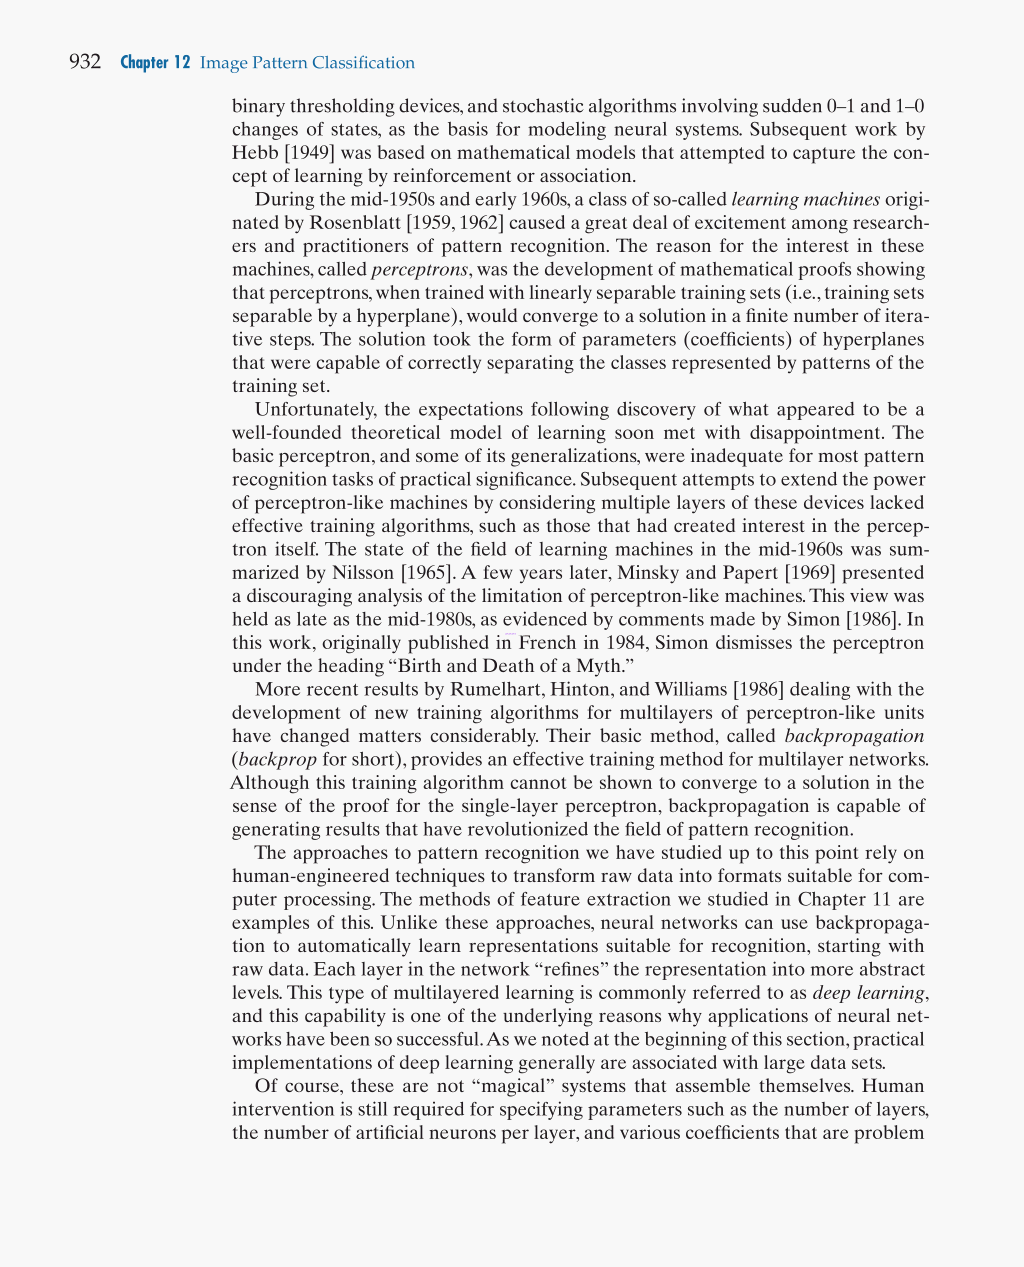 932 Chapter 12 Image Pattern Classification
binary thresholding devices, and stochastic algorithms involving sudden 0–1 and 1–0
changes of states, as the basis for modeling neural systems. Subsequent work by
Hebb [1949] was based on mathematical models that attempted to capture the con-
cept of learning by reinforcement or association.
During the mid-1950s and early 1960s, a class of so-called learning machines origi-
nated by Rosenblatt [1959, 1962] caused a great deal of excitement among research-
ers and practitioners of pattern recognition. The reason for the interest in these
machines, called perceptrons, was the development of mathematical proofs showing
that perceptrons, when trained with linearly separable training sets (i.e., training sets
separable by a hyperplane), would converge to a solution in a finite number of itera-
tive steps. The solution took the form of parameters (coefficients) of hyperplanes
that were capable of correctly separating the classes represented by patterns of the
training set.
Unfortunately, the expectations following discovery of what appeared to be a
well-founded theoretical model of learning soon met with disappointment. The
basic perceptron, and some of its generalizations, were inadequate for most pattern
recognition tasks of practical significance. Subsequent attempts to extend the power
of perceptron-like machines by considering multiple layers of these devices lacked
effective training algorithms, such as those that had created interest in the percep-
tron itself. The state of the field of learning machines in the mid-1960s was sum-
marized by Nilsson [1965]. A few years later, Minsky and Papert [1969] presented
a discouraging analysis of the limitation of perceptron-like machines. This view was
held as late as the mid-1980s, as evidenced by comments made by Simon [1986]. In
this work, originally published in French in 1984, Simon dismisses the perceptron
under the heading “Birth and Death of a Myth.”
More recent results by Rumelhart, Hinton, and Williams [1986] dealing with the
development of new training algorithms for multilayers of perceptron-like units
have changed matters considerably. Their basic method, called backpropagation
(backprop for short), provides an effective training method for multilayer networks.
Although this training algorithm cannot be shown to converge to a solution in the
sense of the proof for the single-layer perceptron, backpropagation is capable of
generating results that have revolutionized the field of pattern recognition.
The approaches to pattern recognition we have studied up to this point rely on
human-engineered techniques to transform raw data into formats suitable for com-
puter processing. The methods of feature extraction we studied in Chapter 11 are
examples of this. Unlike these approaches, neural networks can use backpropaga-
tion to automatically learn representations suitable for recognition, starting with
raw data. Each layer in the network “refines” the representation into more abstract
levels. This type of multilayered learning is commonly referred to as deep learning,
and this capability is one of the underlying reasons why applications of neural net-
works have been so successful. As we noted at the beginning of this section, practical
implementations of deep learning generally are associated with large data sets.
Of course, these are not “magical” systems that assemble themselves. Human
intervention is still required for specifying parameters such as the number of layers,
the number of artificial neurons per layer, and various coefficients that are problem